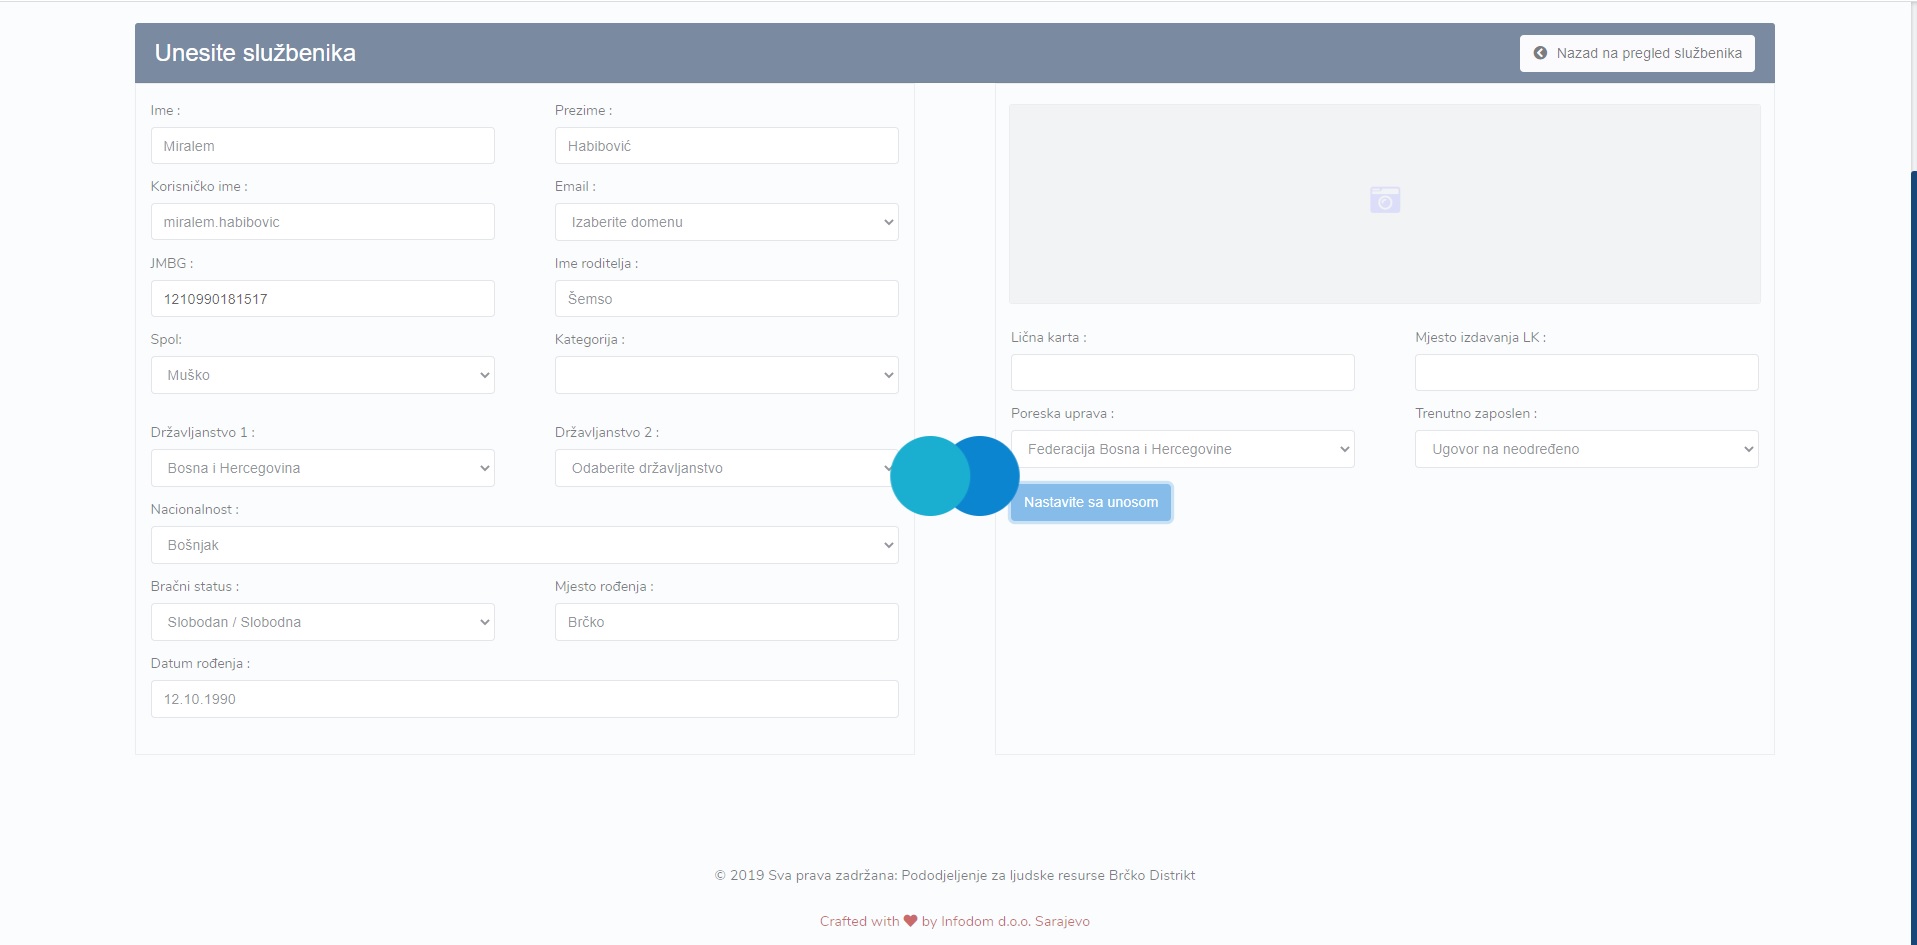 Unesite službenika
Nazad na pregled službenika
Ime :
Prezime :
Miralem
Habibović
Korisničko ime :
Email :
miralem.habibovic
Izaberite domenu
JMBG :
Ime roditelja :
1210990181517
Šemso
Spol:
Kategorija :
Muško
Državljanstvo 1 :
Državljanstvo 2 :
Bosna i Hercegovina
Odaberite državljanstvo
Nacionalnost :
Bošnjak
Bračni status :
Mjesto rođenja :
Slobodan / Slobodna
Brčko
Datum rođenja :
12.10.1990
Lična karta :
Mjesto izdavanja LK :
Poreska uprava :
Trenutno zaposlen :
Federacija Bosna i Hercegovine
Ugovor na neodređeno
Nastavite sa unosom
© 2019 Sva prava zadržana: Pododjeljenje za ljudske resurse Brčko Distrikt
Crafted with ❤ by Infodom d.o.o. Sarajevo